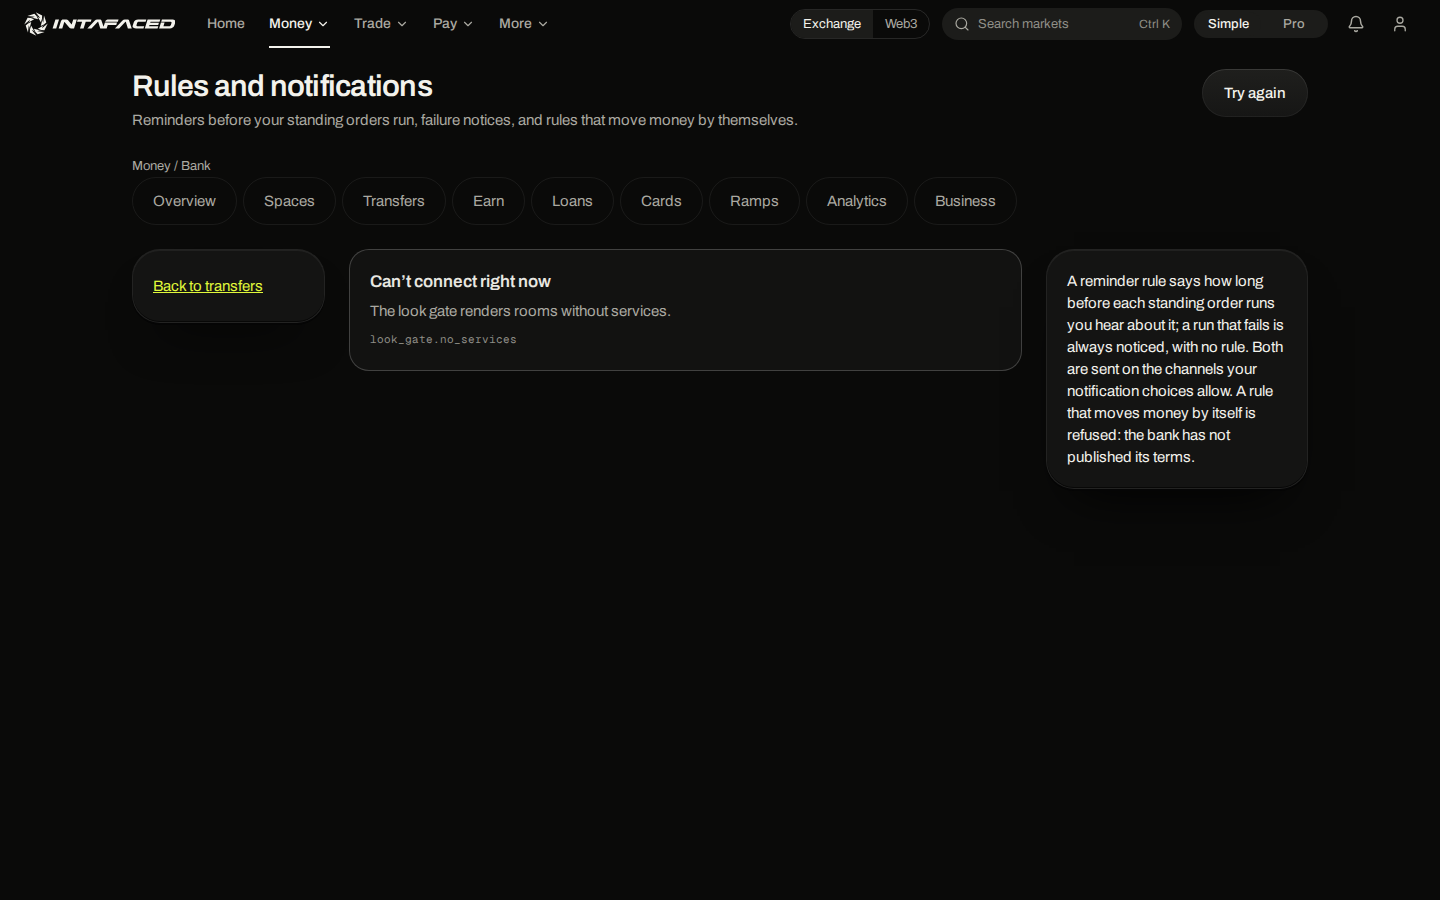 INTAFACED
Home
Money
Trade
Pay
More
Exchange
Web3
Search markets
Ctrl K
Simple
Pro
Rules and notifications
Try again
Reminders before your standing orders run, failure notices, and rules that move money by themselves.
Money / Bank
Overview
Spaces
Transfers
Earn
Loans
Cards
Ramps
Analytics
Business
Back to transfers
Can’t connect right now
The look gate renders rooms without services.
look_gate.no_services
A reminder rule says how long
before each standing order runs
you hear about it; a run that fails is
always noticed, with no rule. Both
are sent on the channels your
notification choices allow. A rule
that moves money by itself is
refused: the bank has not
published its terms.